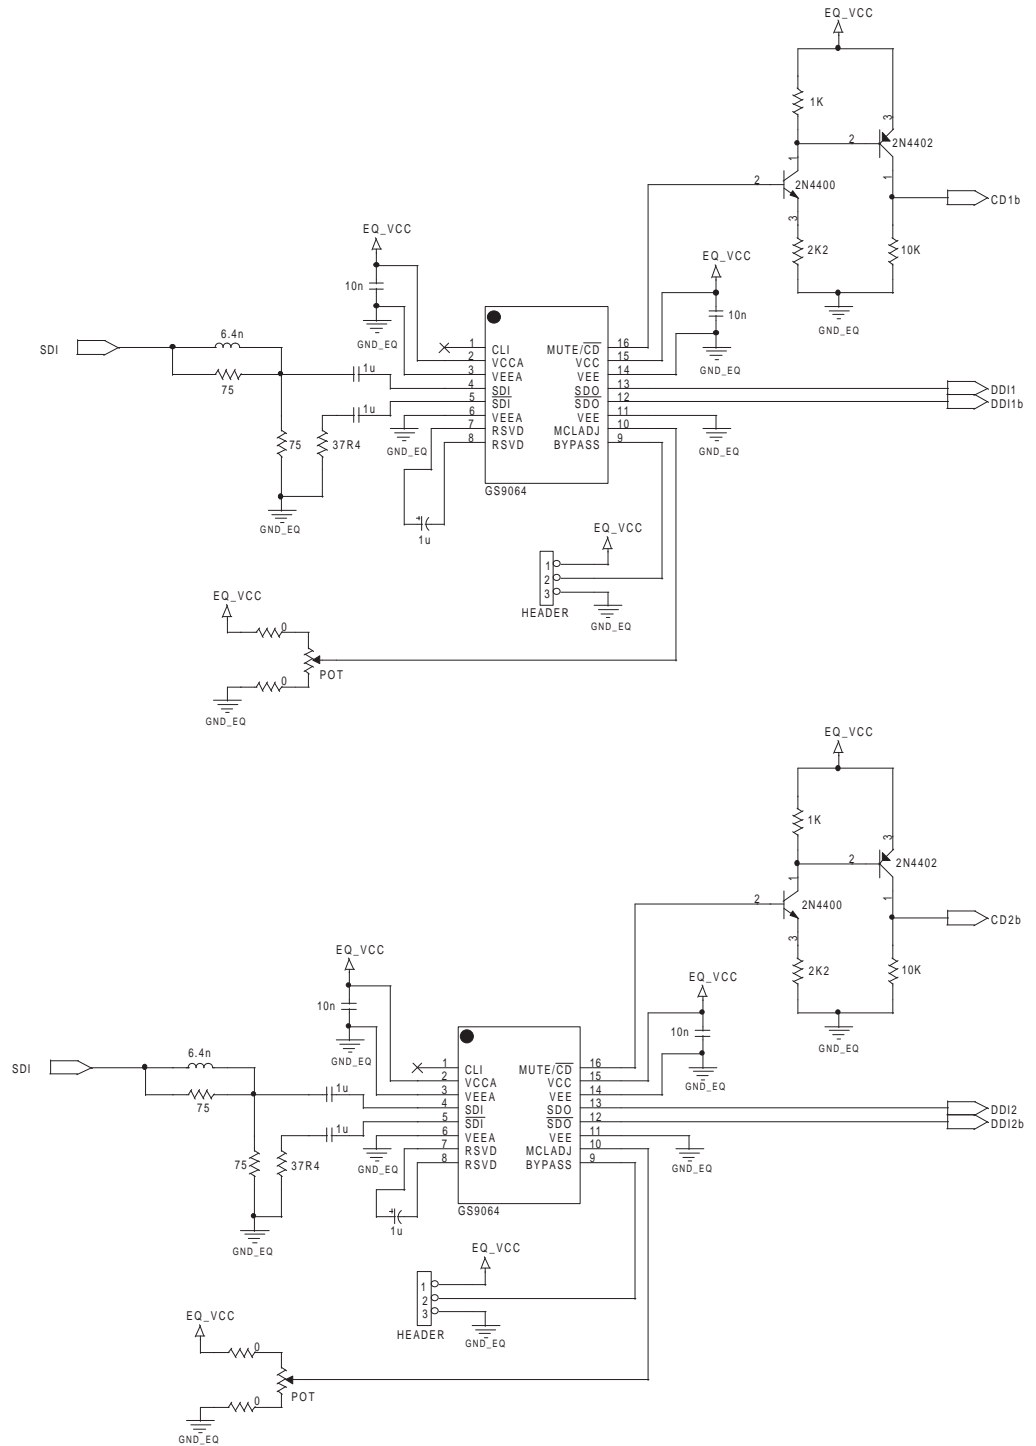 EQ_VCC
1K
3
2
2N4402
1
2
2N4400
1
CD1b
3
EQ_VCC
2K2
10K
EQ_VCC
10n
10n
GND_EQ
GND_EQ
6.4n
GND_EQ
SDI
1 CLI MUTE/CD 16
2 VCCA VCC 15
75
1u
3 VEEA VEE 14
4 SDI SDO 13
DDI1
1u
5 SDI SDO 12
DDI1b
6 VEEA VEE 11
7 RSVD MCLADJ 10
75
37R4
GND_EQ
8 RSVD BYPASS 9
GND_EQ
GS9064
GND_EQ
+
1u
EQ_VCC
1
2
3
HEADER
GND_EQ
EQ_VCC
0
POT
0
GND_EQ
EQ_VCC
1K
3
2
2N4402
1
2
2N4400
1
CD2b
3
EQ_VCC
2K2
10K
EQ_VCC
10n
10n
GND_EQ
GND_EQ
6.4n
GND_EQ
SDI
1 CLI MUTE/CD 16
2 VCCA VCC 15
75
1u
3 VEEA VEE 14
4 SDI SDO 13
DDI2
1u
5 SDI SDO 12
DDI2b
6 VEEA VEE 11
7 RSVD MCLADJ 10
75
37R4
GND_EQ
8 RSVD BYPASS 9
GND_EQ
GS9064
GND_EQ
+
1u
EQ_VCC
1
2
3
HEADER
GND_EQ
EQ_VCC
0
POT
0
GND_EQ